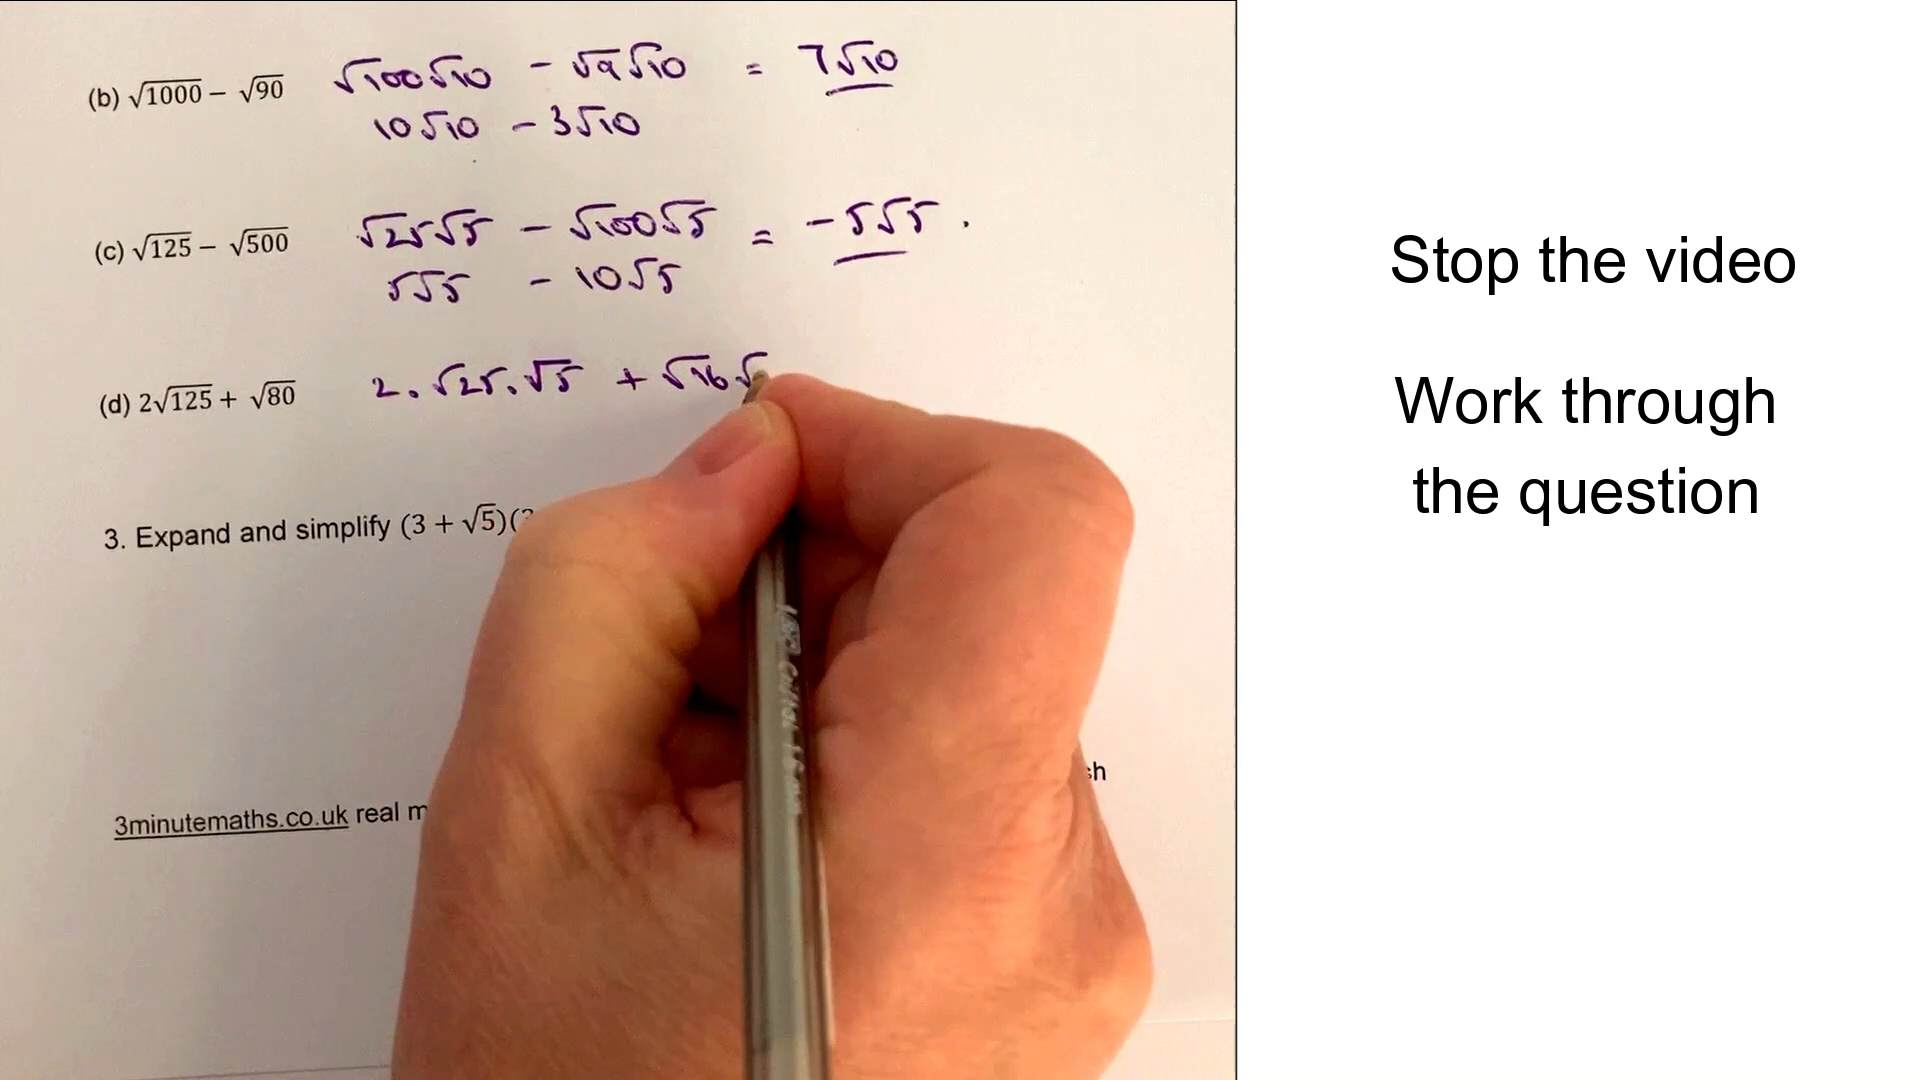 (b) √1000 − √90 √100√10 − √9√10 = 7√10
10√10 − 3√10
(c) √125 − √500 √25√5 − √100√5 = −5√5 .
5√5 − 10√5
(d) 2√125 + √80 2.√25.√5 + √16√
3. Expand and simplify (3 + √5)(
3minutemaths.co.uk real
Stop the video
Work through
the question